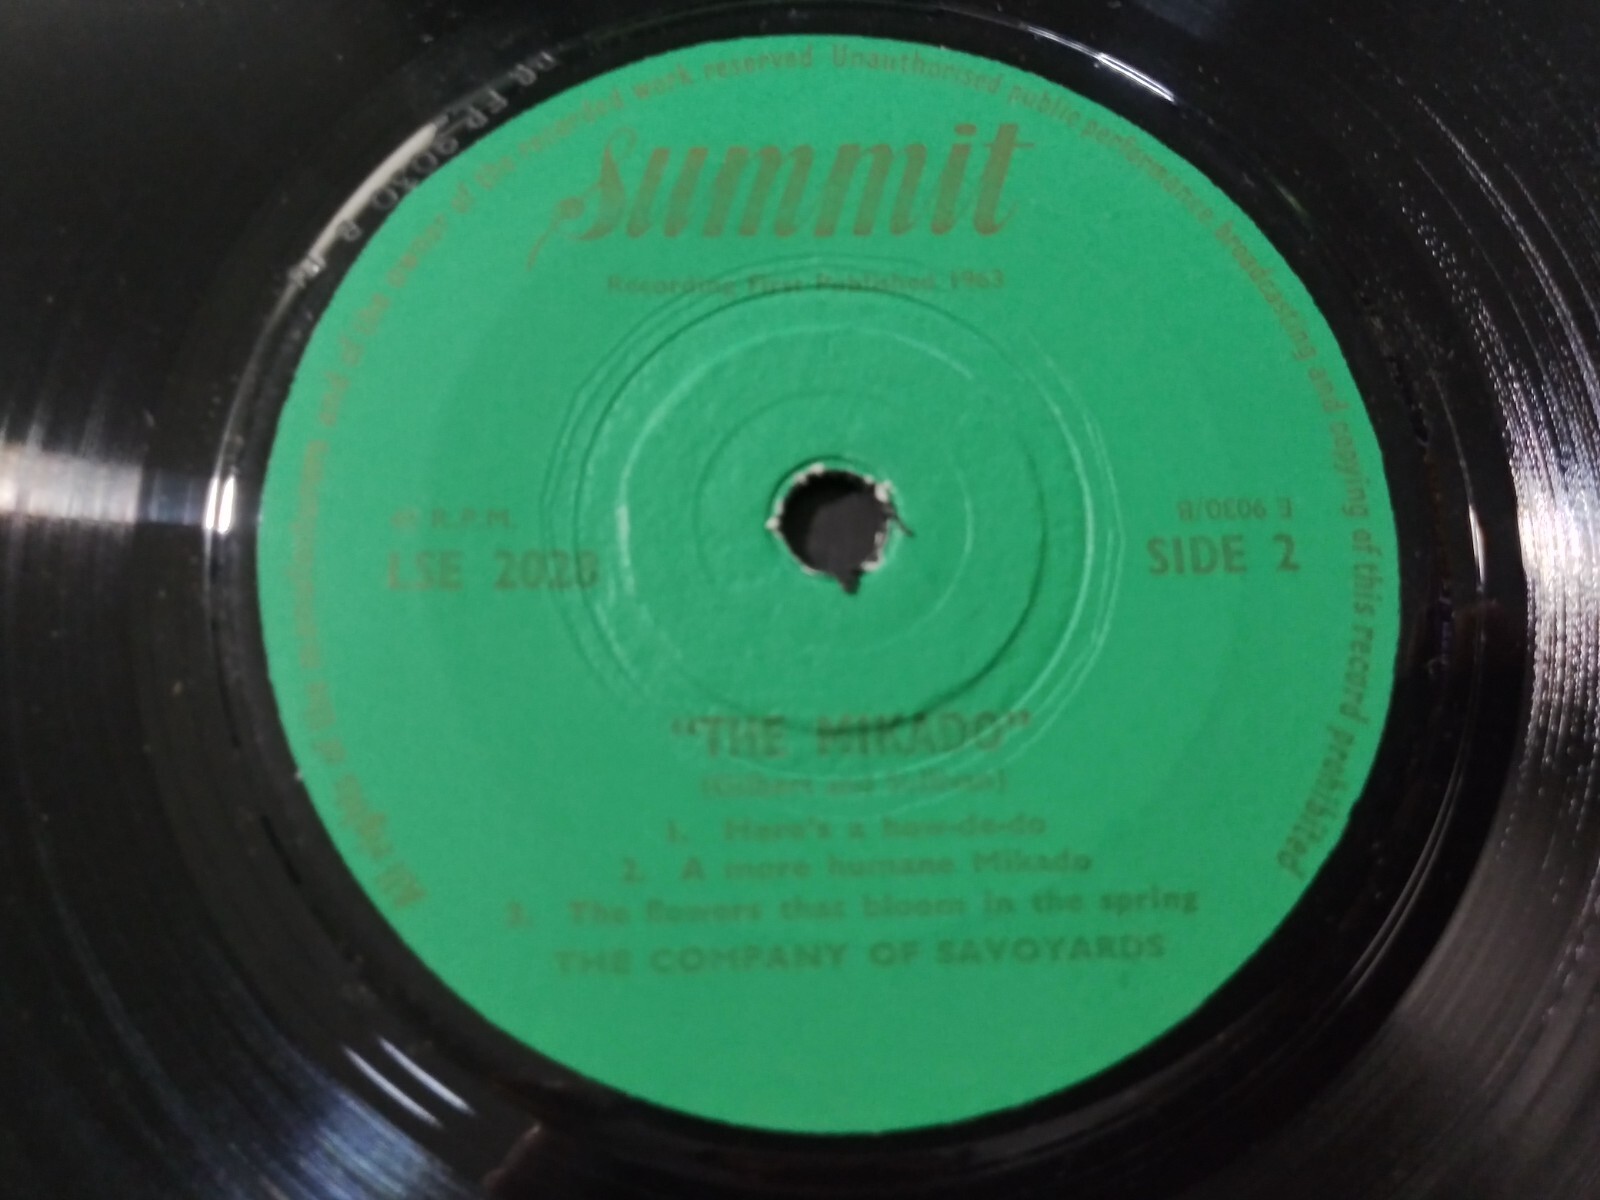 All rights of the manufacturer and of the owner of the recorded work reserved Unauthorised public performance, broadcasting and copying of this record prohibited
Summit
Recording First Published 1963
45 R.P.M.
LSE 2028
E 9030/B
SIDE 2
"THE MIKADO"
(Gilbert and Sullivan)
1. Here's a how-de-do
2. A more humane Mikado
3. The flowers that bloom in the spring
THE COMPANY OF SAVOYARDS